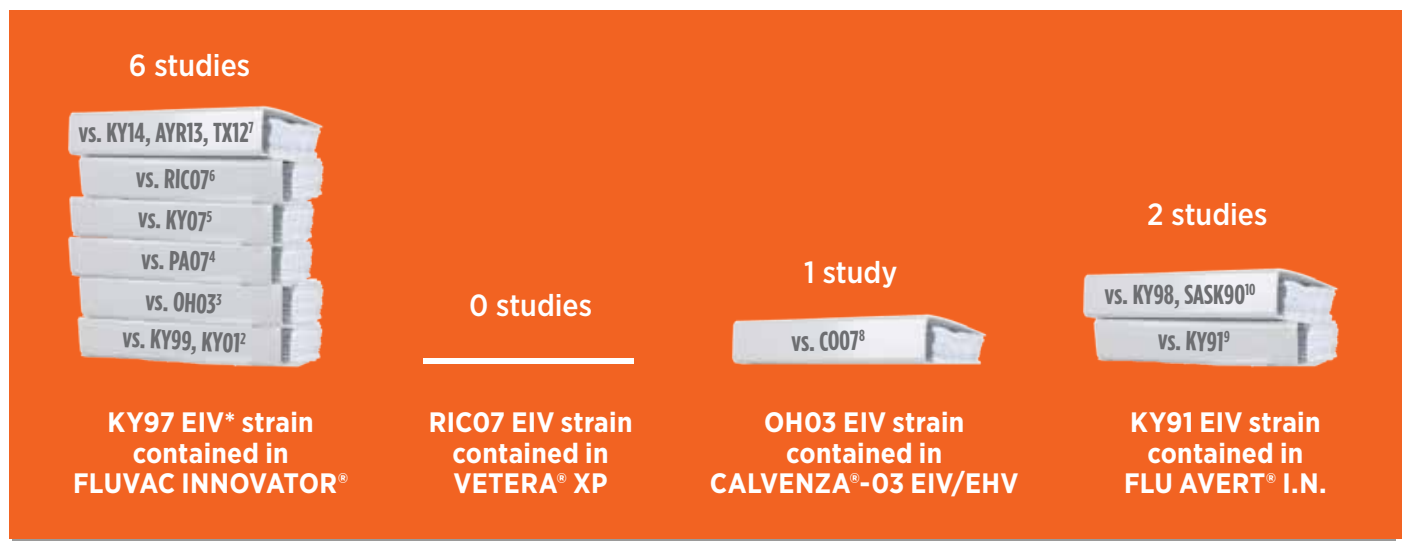 6 studies
vs. KY14, AYR13, TX12⁷
vs. RIC07⁶
vs. KY07⁵
vs. PA07⁴
vs. OH03³
vs. KY99, KY01²
KY97 EIV* strain
contained in
FLUVAC INNOVATOR®
0 studies
RIC07 EIV strain
contained in
VETERA® XP
1 study
vs. CO07⁸
OH03 EIV strain
contained in
CALVENZA®-03 EIV/EHV
2 studies
vs. KY98, SASK90¹⁰
vs. KY91⁹
KY91 EIV strain
contained in
FLU AVERT® I.N.